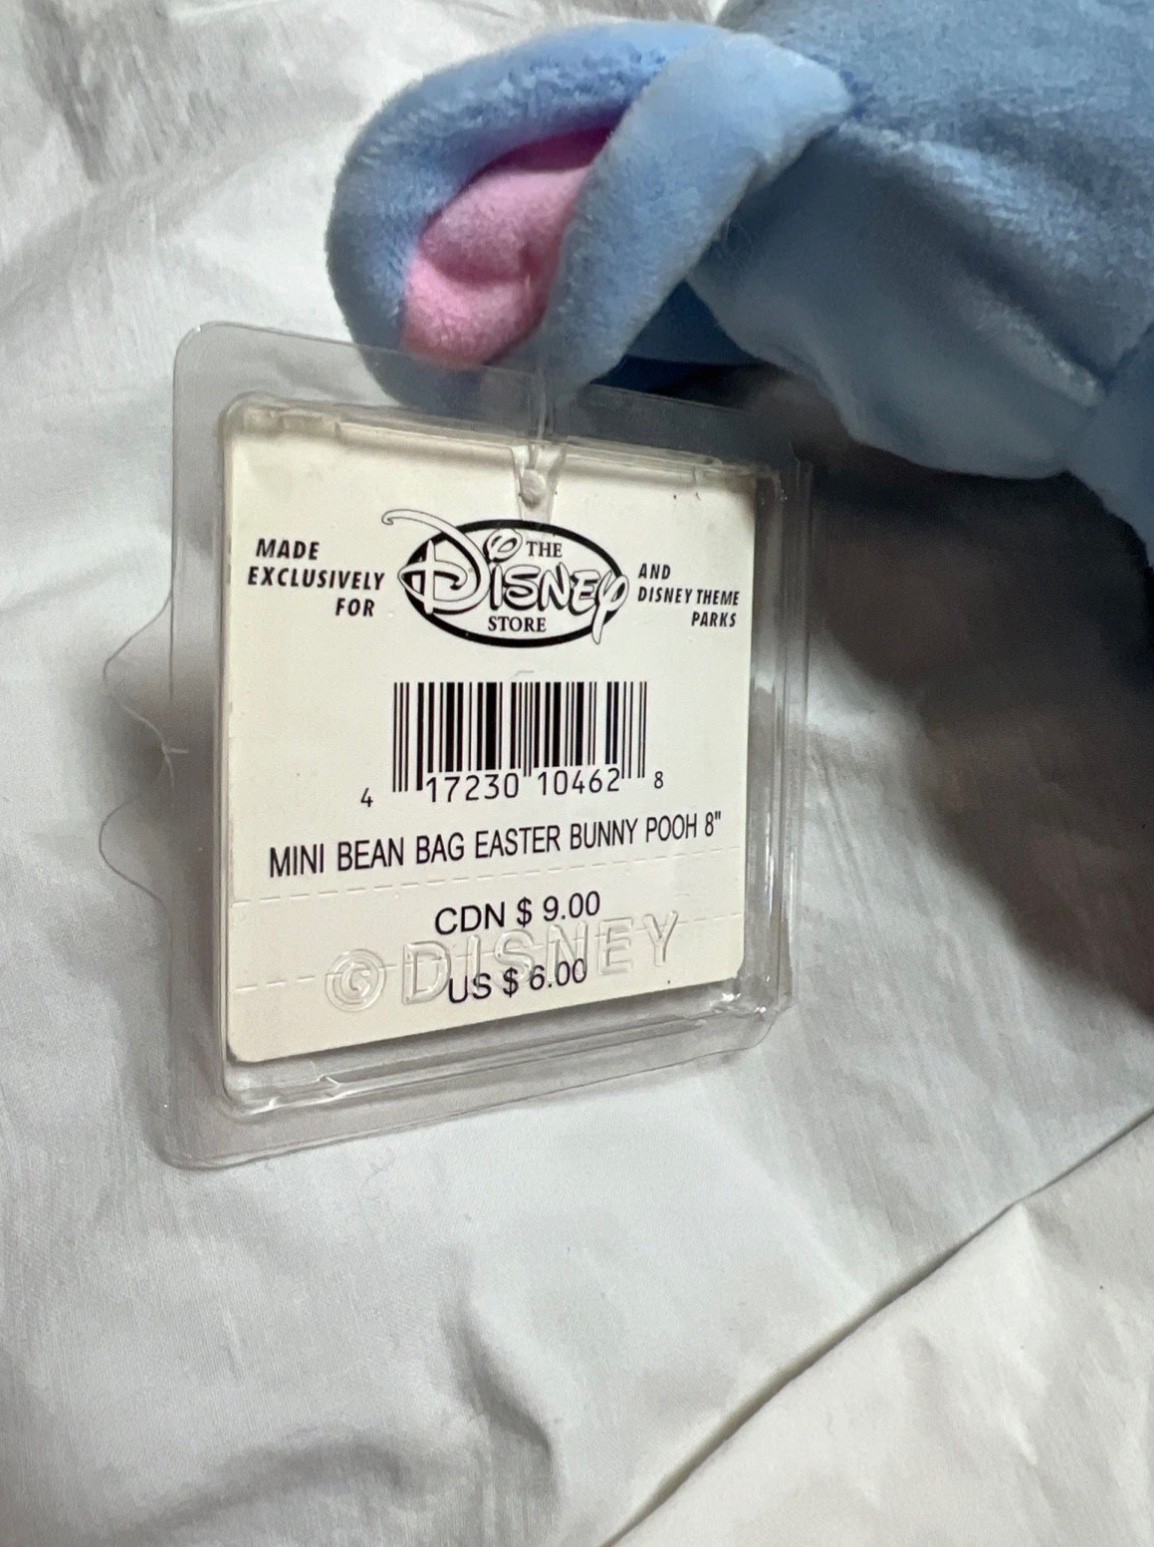 MADE
EXCLUSIVELY
FOR
THE
DISNEY
STORE
AND
DISNEY THEME
PARKS
4 17230 10462 8
MINI BEAN BAG EASTER BUNNY POOH 8"
CDN $ 9.00
© DISNEY
US $ 6.00